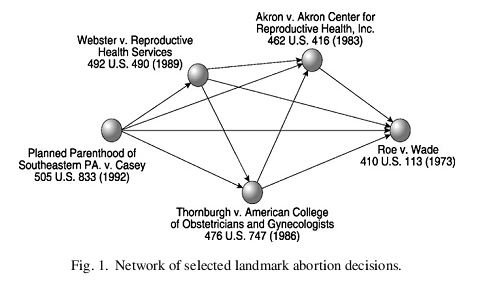 Akron v. Akron Center for
Reproductive Health, Inc.
462 U.S. 416 (1983)
Webster v. Reproductive
Health Services
492 U.S. 490 (1989)
Planned Parenthood of
Southeastern PA. v. Casey
505 U.S. 833 (1992)
Roe v. Wade
410 U.S. 113 (1973)
Thornburgh v. American College
of Obstetricians and Gynecologists
476 U.S. 747 (1986)
Fig. 1. Network of selected landmark abortion decisions.